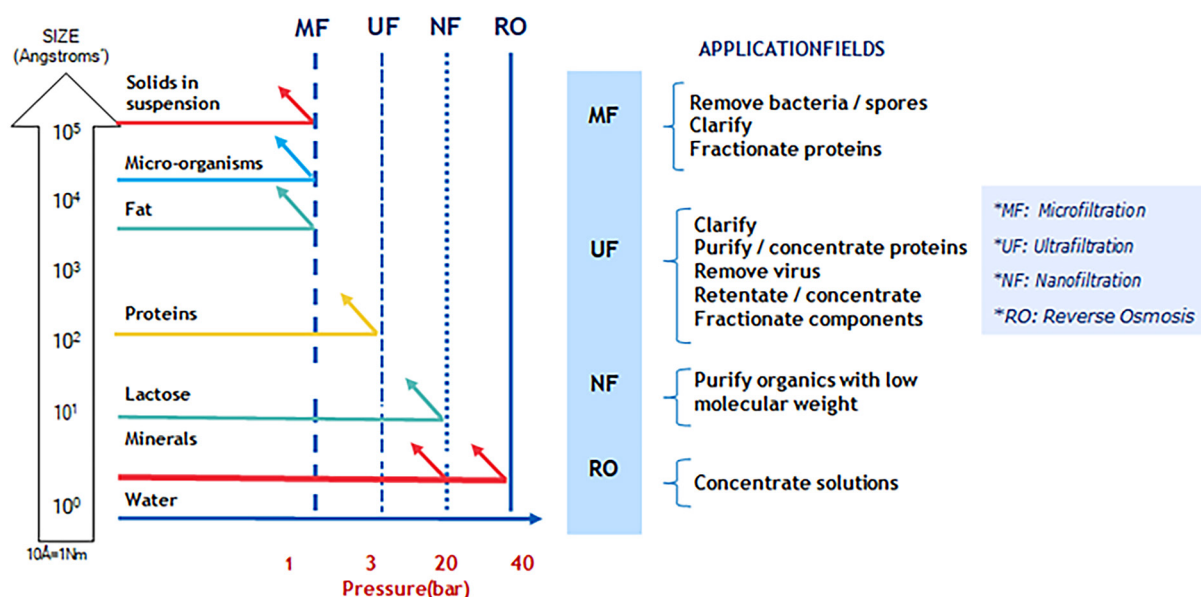 SIZE
(Angstroms*)
MF UF NF RO
Solids in
suspension
10⁵
Micro-organisms
10⁴
Fat
10³
Proteins
10²
Lactose
10¹
Minerals
10⁰
Water
10Å=1Nm
1 3 20 40
Pressure(bar)
APPLICATIONFIELDS
MF
Remove bacteria / spores
Clarify
Fractionate proteins
UF
Clarify
Purify / concentrate proteins
Remove virus
Retentate / concentrate
Fractionate components
NF
Purify organics with low
molecular weight
RO
Concentrate solutions
*MF: Microfiltration
*UF: Ultrafiltration
*NF: Nanofiltration
*RO: Reverse Osmosis